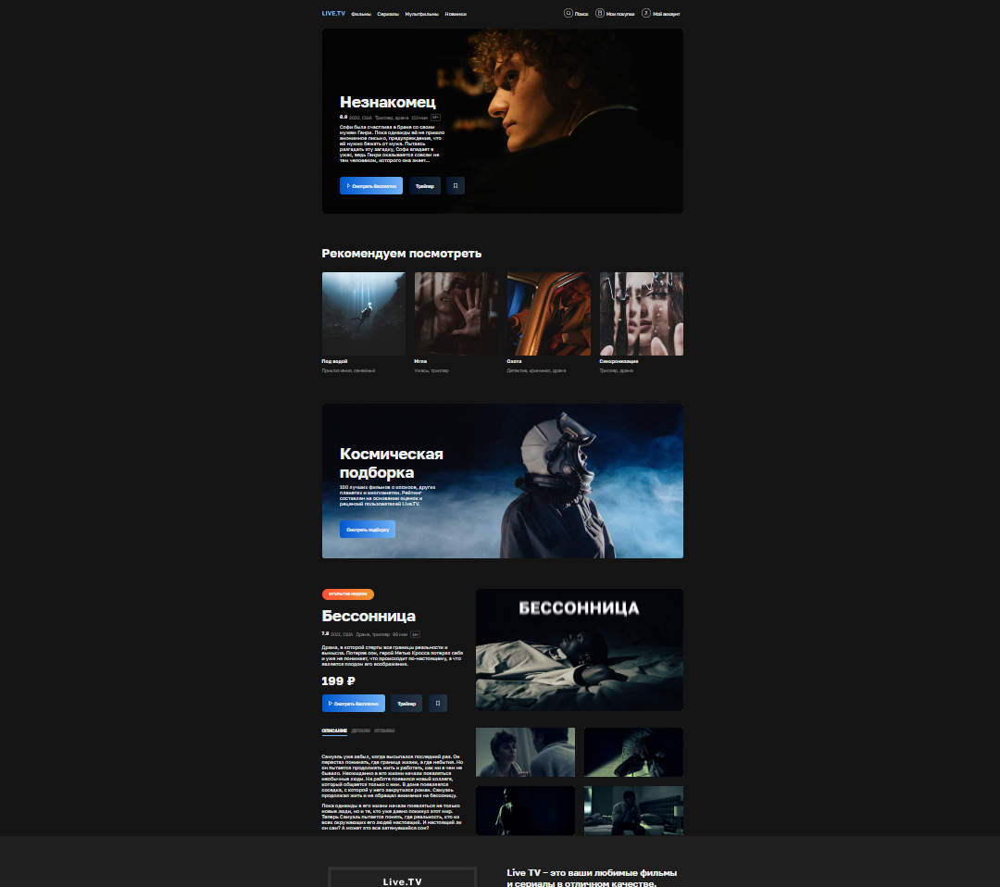 LIVE.TV Фильмы Сериалы Мультфильмы Новинки Поиск Мои покупки Мой аккаунт
Незнакомец
8.9 2020, США Триллер, драма 113 мин 18+
Софи была счастлива в браке со своим
мужем Генри. Пока однажды ей не пришло
анонимное письмо, предупреждение, что
ей нужно бежать от мужа. Пытаясь
разгадать эту загадку, Софи впадает в
ужас, ведь Генри оказывается совсем не
тем человеком, которого она знает...
Смотреть бесплатно Трейлер
Рекомендуем посмотреть
Под водой
Приключения, семейный
Мгла
Ужасы, триллер
Охота
Детектив, криминал, драма
Синхронизация
Триллер, драма
Космическая
подборка
100 лучших фильмов о космосе, других
планетах и инопланетян. Рейтинг
составлен на основании оценок и
рецензий пользователей Live.TV.
Смотреть подборку
ОТКРЫТИЕ НЕДЕЛИ
Бессонница
7.8 2021, США Драма, триллер 98 мин 18+
Драма, в которой стерты все границы реальности и
вымысла. Потеряв сон, герой Метью Кросса потерял себя
и уже не понимает, что происходит по-настоящему, а что
является плодом его воображения.
199 ₽
Смотреть бесплатно Трейлер
БЕССОННИЦА
ОПИСАНИЕ ДЕТАЛИ ОТЗЫВЫ
Самуэль уже забыл, когда высыпался последний раз. Он
перестал понимать, где граница жизни, а где небытия. Но
он пытается продолжать жить и работать, как ни в чем не
бывало. Неожиданно в его жизни начали появляться
необычные люди. На работе появился новый коллега,
который общается только с ним. В доме появляется
соседка, с которой у него закрутился роман. Самуэль
продолжал жить и не обращал внимания на бессонницу.
Пока однажды в его жизни начали появляться не только
новые люди, но и те, кто уже давно покинул этот мир.
Теперь Самуэль пытается понять, где реальность, кто из
всех окружающих его людей настоящий. И настоящий ли
он сам? А может это все затянувшийся сон?
Live.TV
Live TV – это ваши любимые фильмы
и сериалы в отличном качестве.